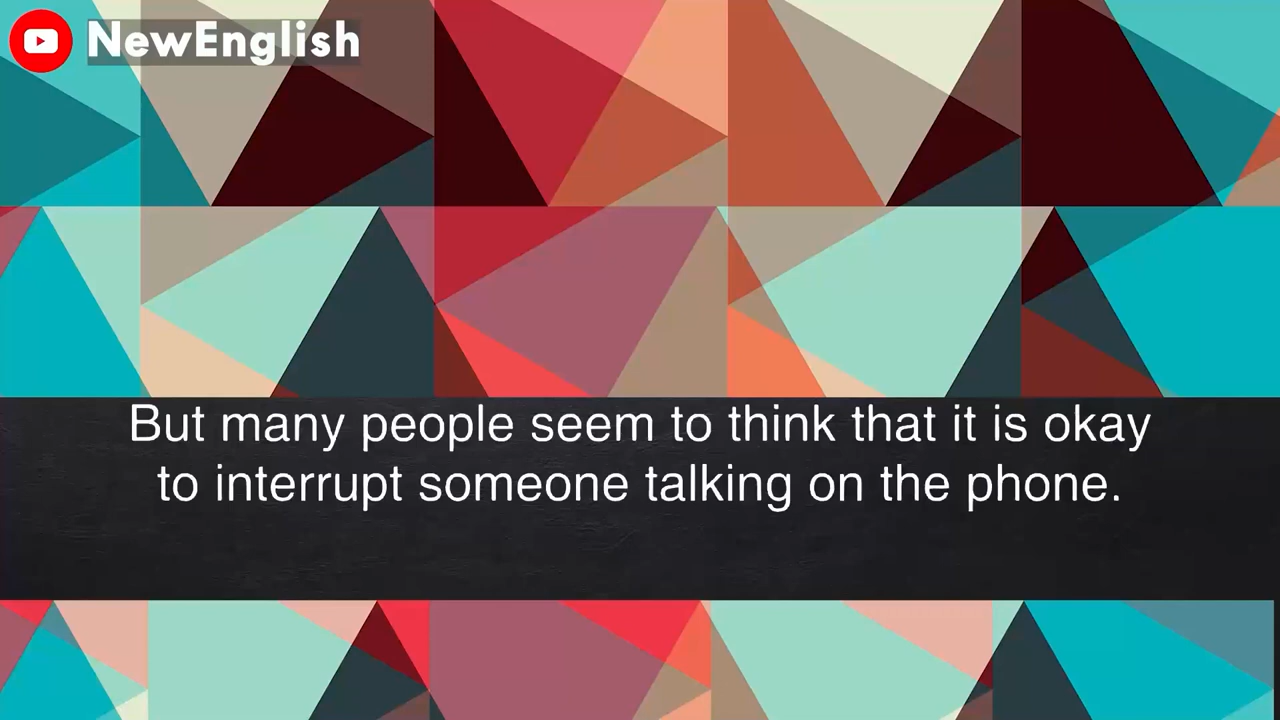 NewEnglish
But many people seem to think that it is okay
to interrupt someone talking on the phone.